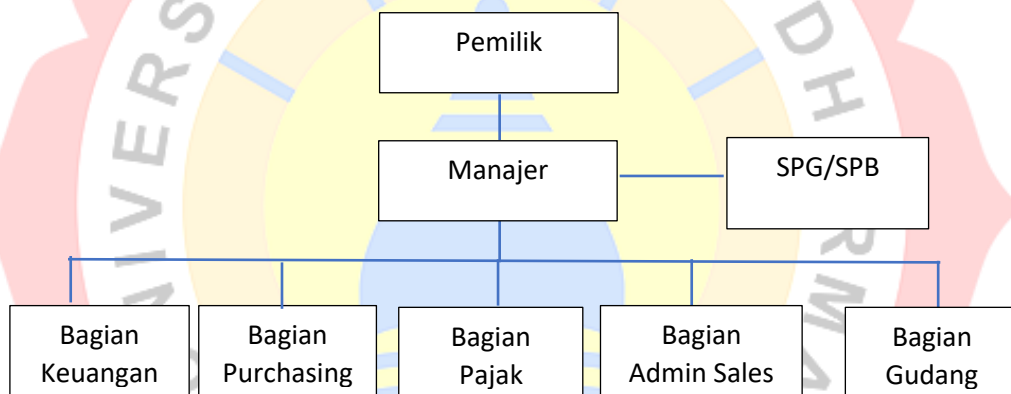 Pemilik
Manajer
SPG/SPB
Bagian
Keuangan
Bagian
Purchasing
Bagian
Pajak
Bagian
Admin Sales
Bagian
Gudang